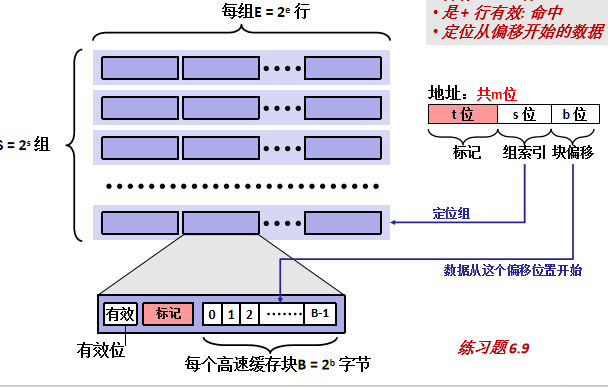 每组E = 2ᵉ 行
• 是 + 行有效: 命中
• 定位从偏移开始的数据
地址：共m位
t 位 s 位 b 位
标记 组索引 块偏移
= 2ˢ 组
定位组
数据从这个偏移位置开始
有效 标记 0 1 2 ······· B-1
有效位
每个高速缓存块B = 2ᵇ 字节
练习题 6.9